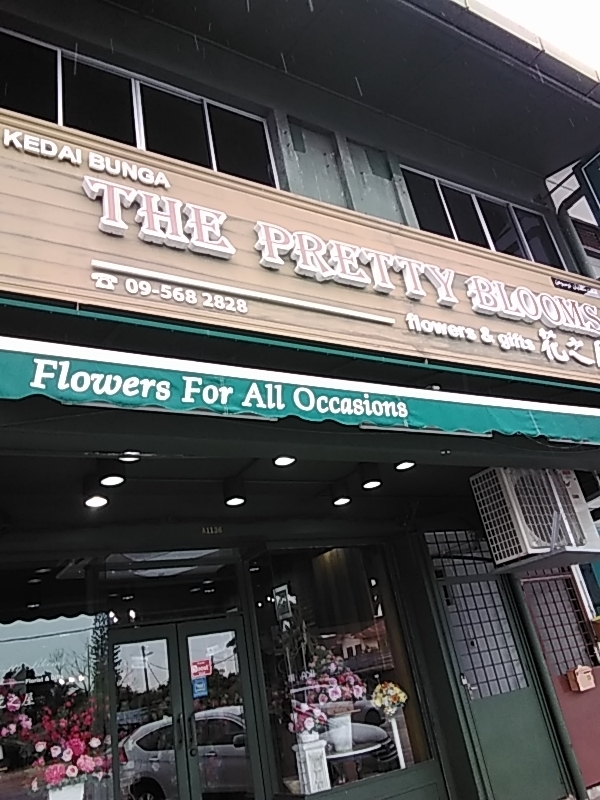 KEDAI BUNGA
THE PRETTY BLOOMS
☎ 09-568 2828
flowers & gifts 花之
Flowers For All Occasions